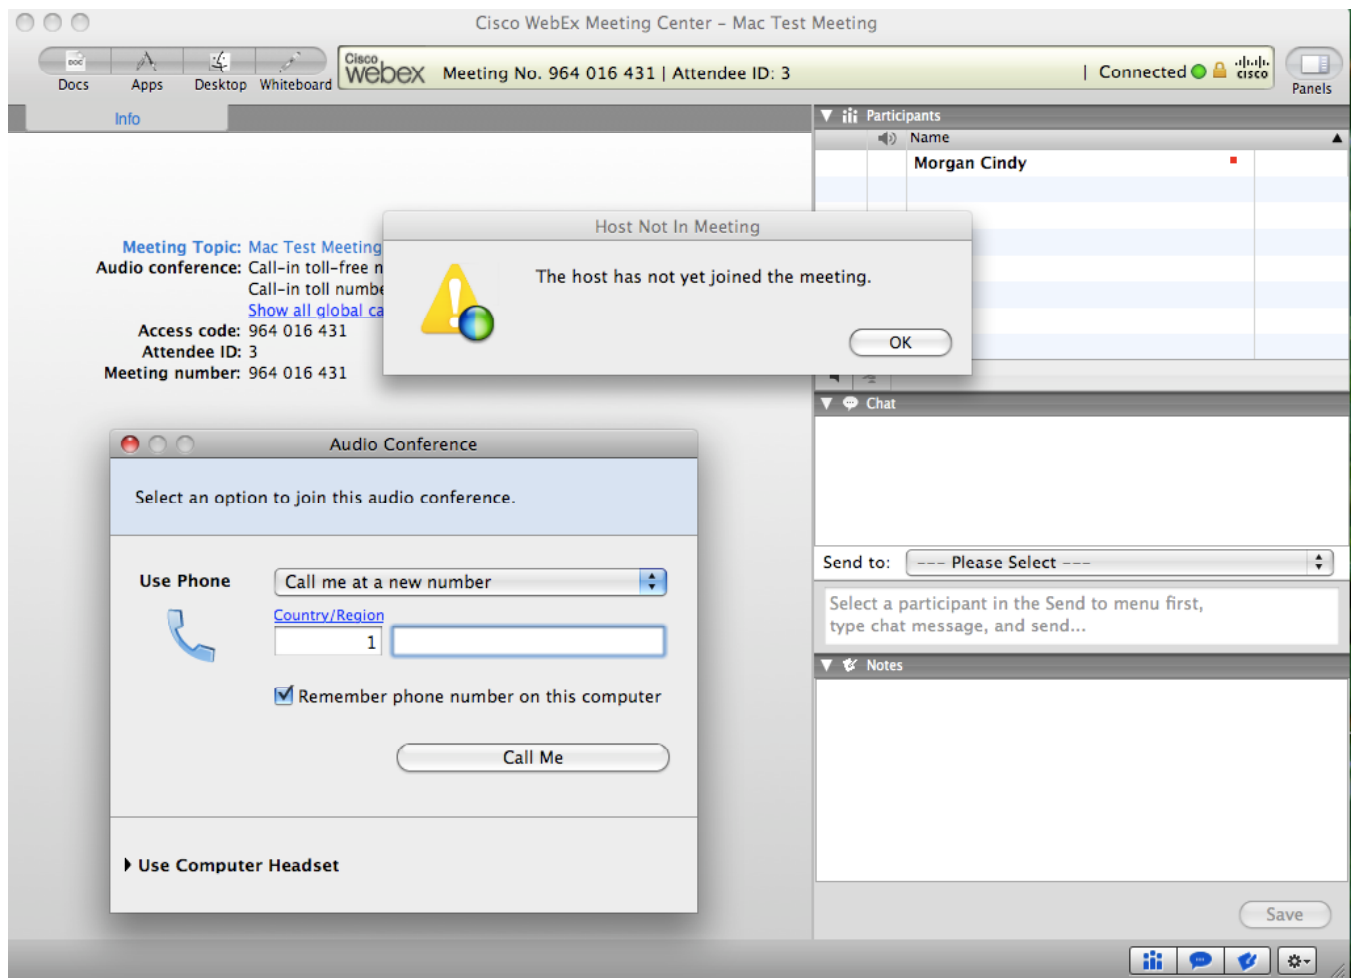 Cisco WebEx Meeting Center – Mac Test Meeting
Docs
Apps
Desktop
Whiteboard
Cisco
webex
Meeting No. 964 016 431 | Attendee ID: 3
| Connected
cisco
Panels
Info
Participants
Name
Morgan Cindy
Host Not In Meeting
The host has not yet joined the meeting.
OK
Meeting Topic: Mac Test Meeting
Audio conference: Call-in toll-free
Call-in toll
Show all global
Access code: 964 016 431
Attendee ID: 3
Meeting number: 964 016 431
Chat
Send to: --- Please Select ---
Select a participant in the Send to menu first,
type chat message, and send...
Notes
Save
Audio Conference
Select an option to join this audio conference.
Use Phone
Call me at a new number
Country/Region
1
Remember phone number on this computer
Call Me
Use Computer Headset